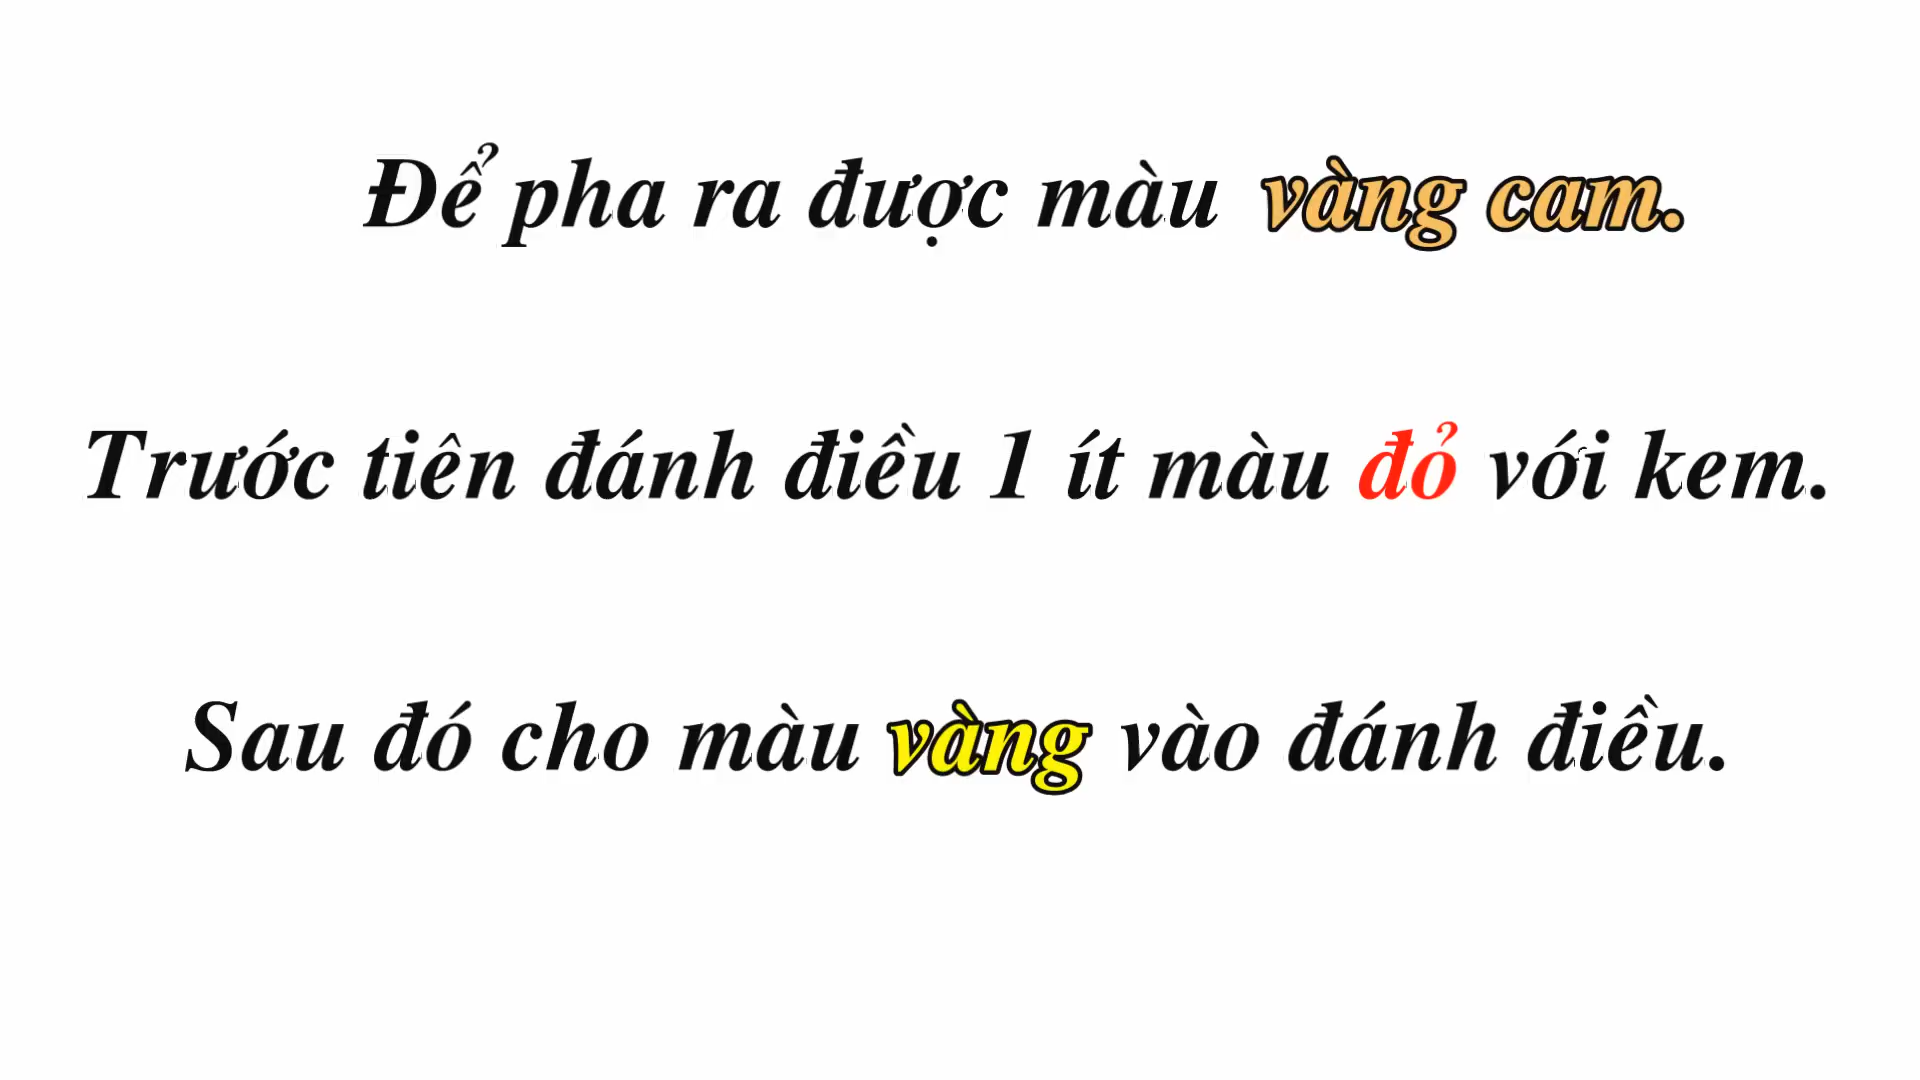 Để pha ra được màu vàng cam.
Trước tiên đánh điều 1 ít màu đỏ với kem.
Sau đó cho màu vàng vào đánh điều.